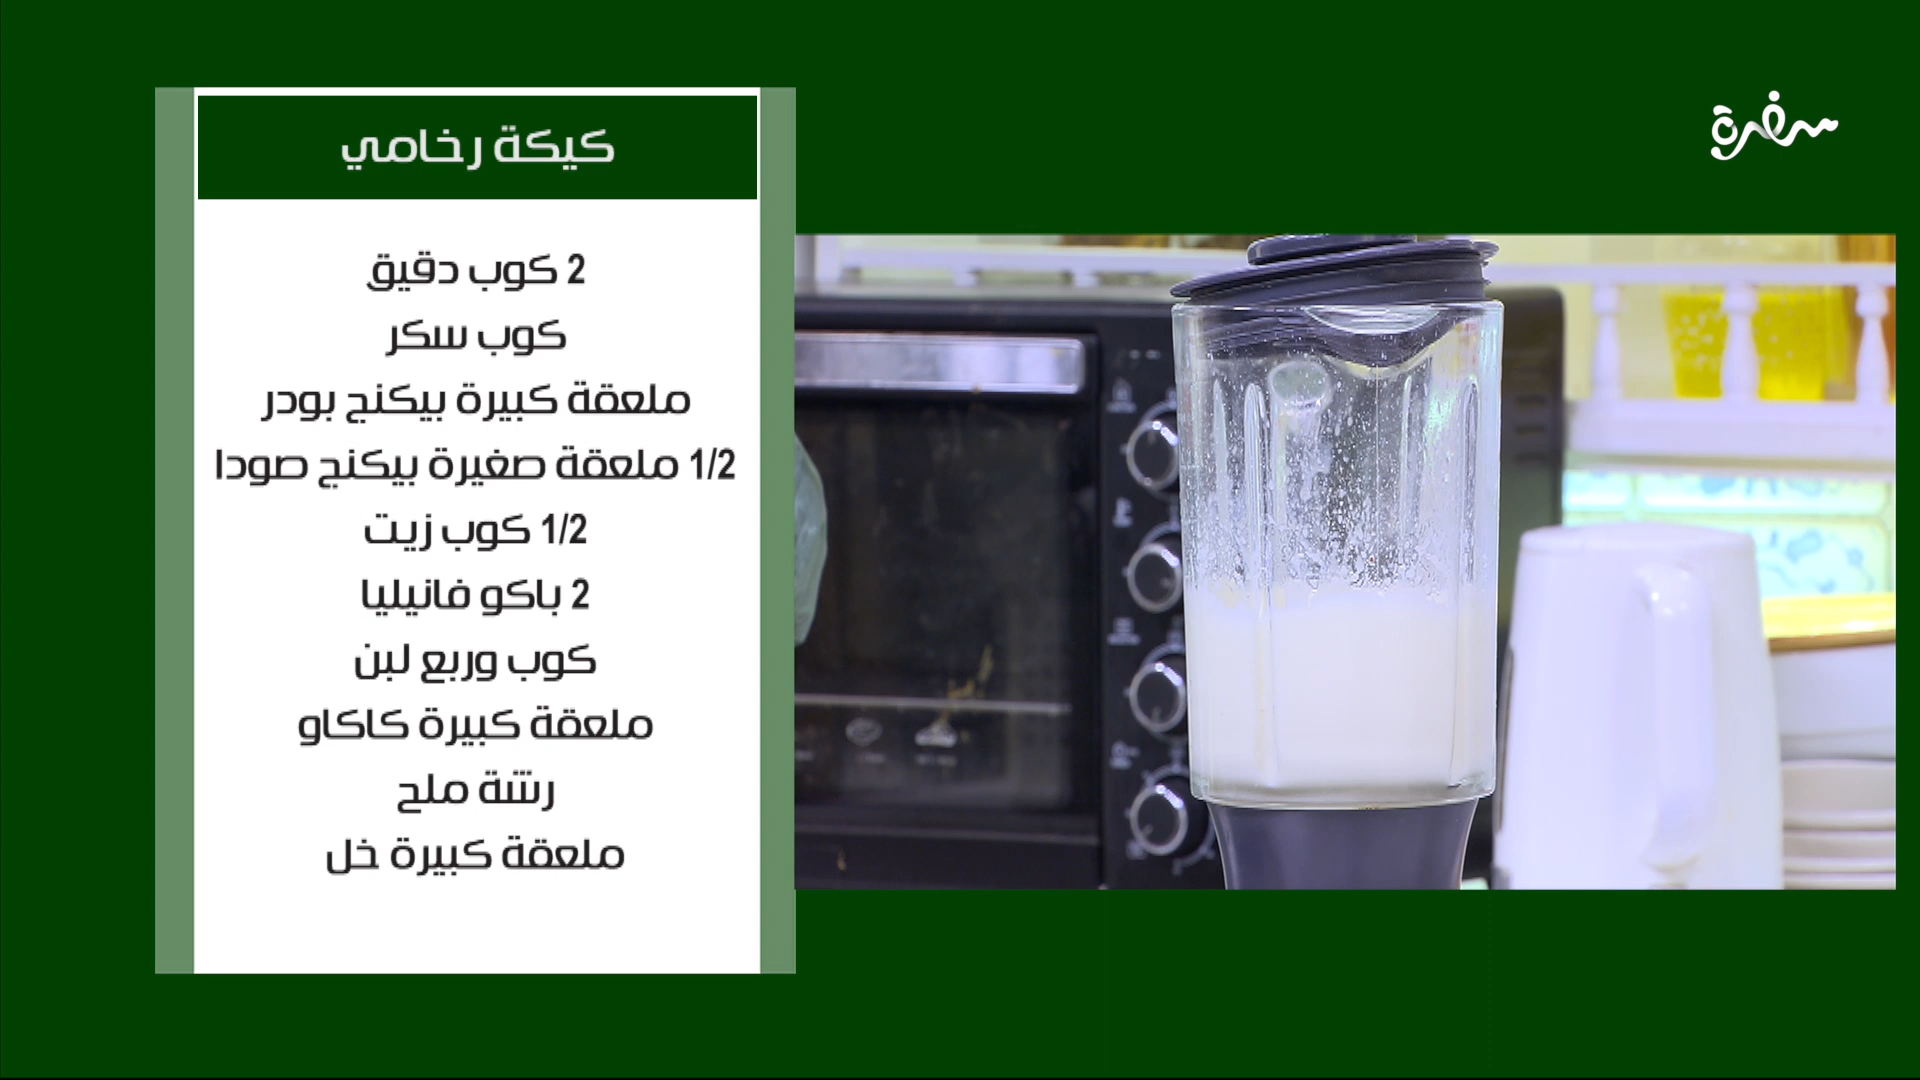 سفرة
كيكة رخامي
2 كوب دقيق
كوب سكر
ملعقة كبيرة بيكنج بودر
1/2 ملعقة صغيرة بيكنج صودا
1/2 كوب زيت
2 باكو فانيليا
كوب وربع لبن
ملعقة كبيرة كاكاو
رشة ملح
ملعقة كبيرة خل